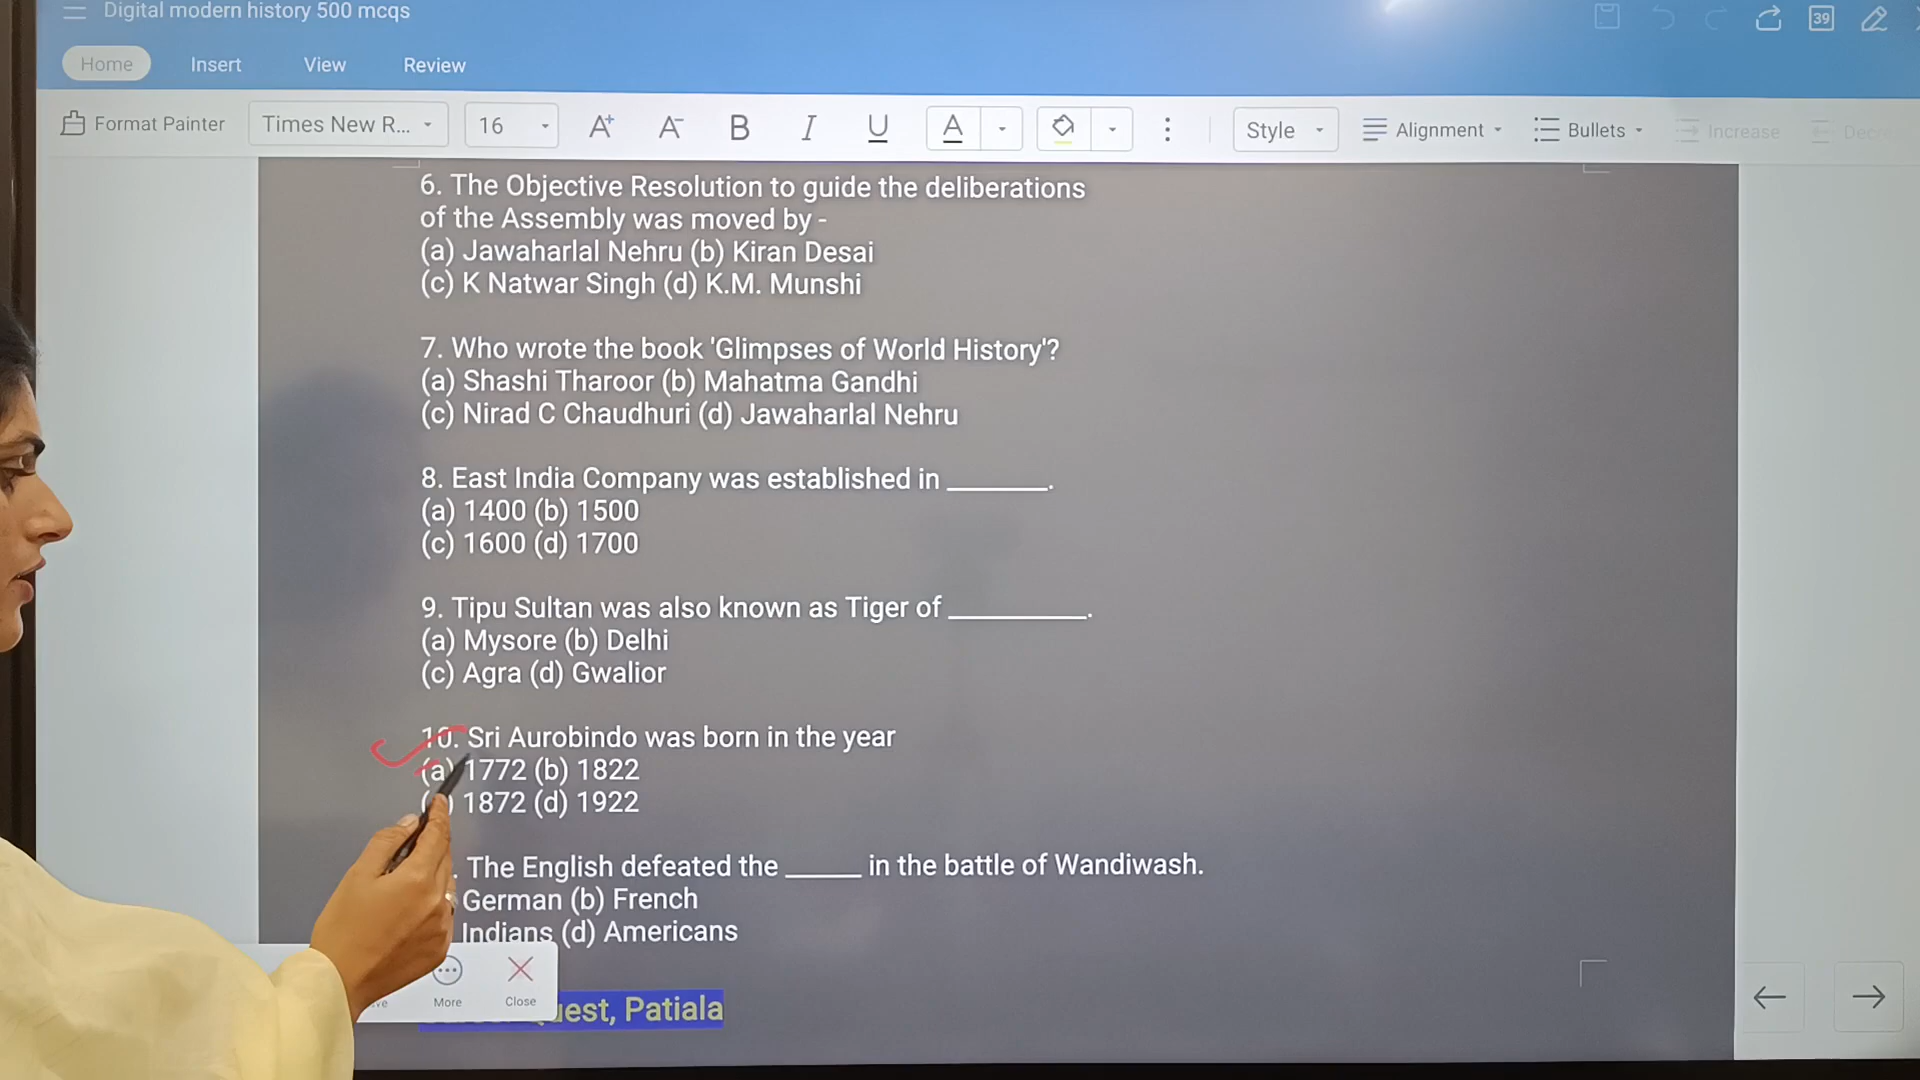 Digital modern history 500 mcqs
39
Home Insert View Review
Format Painter Times New R... 16 A+ A- B I U A Style Alignment Bullets Increase
6. The Objective Resolution to guide the deliberations
of the Assembly was moved by -
(a) Jawaharlal Nehru (b) Kiran Desai
(c) K Natwar Singh (d) K.M. Munshi
7. Who wrote the book 'Glimpses of World History'?
(a) Shashi Tharoor (b) Mahatma Gandhi
(c) Nirad C Chaudhuri (d) Jawaharlal Nehru
8. East India Company was established in _______.
(a) 1400 (b) 1500
(c) 1600 (d) 1700
9. Tipu Sultan was also known as Tiger of __________.
(a) Mysore (b) Delhi
(c) Agra (d) Gwalior
10. Sri Aurobindo was born in the year
(a) 1772 (b) 1822
1872 (d) 1922
. The English defeated the _____ in the battle of Wandiwash.
German (b) French
Indians (d) Americans
More Close
Patiala